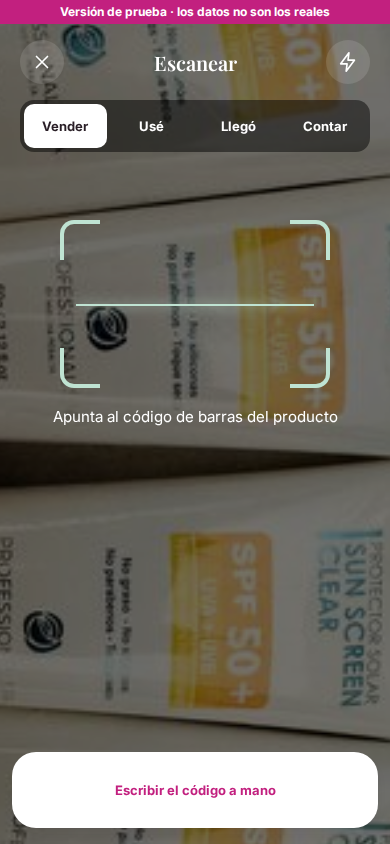 Versión de prueba · los datos no son los reales
Escanear
Vender
Usé
Llegó
Contar
SPF 50+
UVA + UVB
No parabenos
Apunta al código de barras del producto
PROTECTOR SOLAR
SUN SCREEN
CLEAR
SPF 50+
UVA + UVB
No graso
No parabenos
Escribir el código a mano